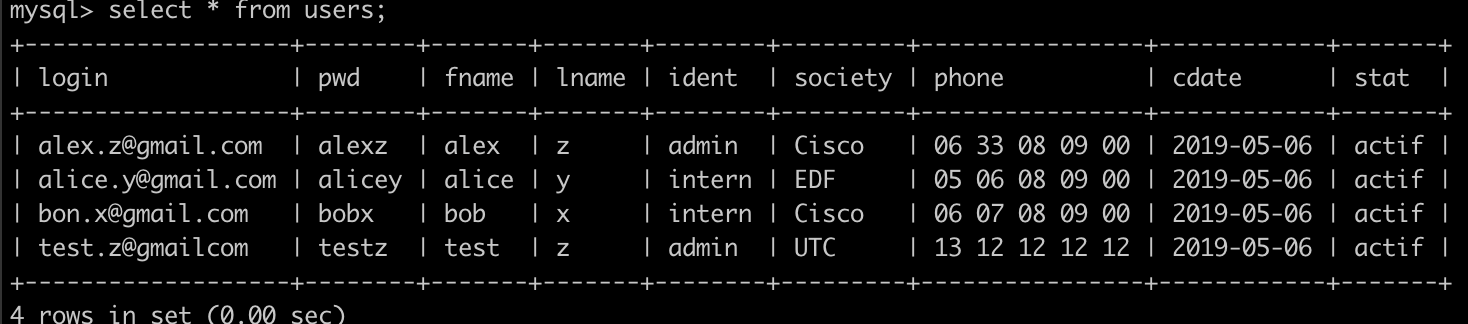 mysql> select * from users;
+-------------------+--------+-------+-------+--------+---------+----------------+------------+-------+
| login             | pwd    | fname | lname | ident  | society | phone          | cdate      | stat  |
+-------------------+--------+-------+-------+--------+---------+----------------+------------+-------+
| alex.z@gmail.com  | alexz  | alex  | z     | admin  | Cisco   | 06 33 08 09 00 | 2019-05-06 | actif |
| alice.y@gmail.com | alicey | alice | y     | intern | EDF     | 05 06 08 09 00 | 2019-05-06 | actif |
| bon.x@gmail.com   | bobx   | bob   | x     | intern | Cisco   | 06 07 08 09 00 | 2019-05-06 | actif |
| test.z@gmailcom   | testz  | test  | z     | admin  | UTC     | 13 12 12 12 12 | 2019-05-06 | actif |
+-------------------+--------+-------+-------+--------+---------+----------------+------------+-------+
4 rows in set (0.00 sec)